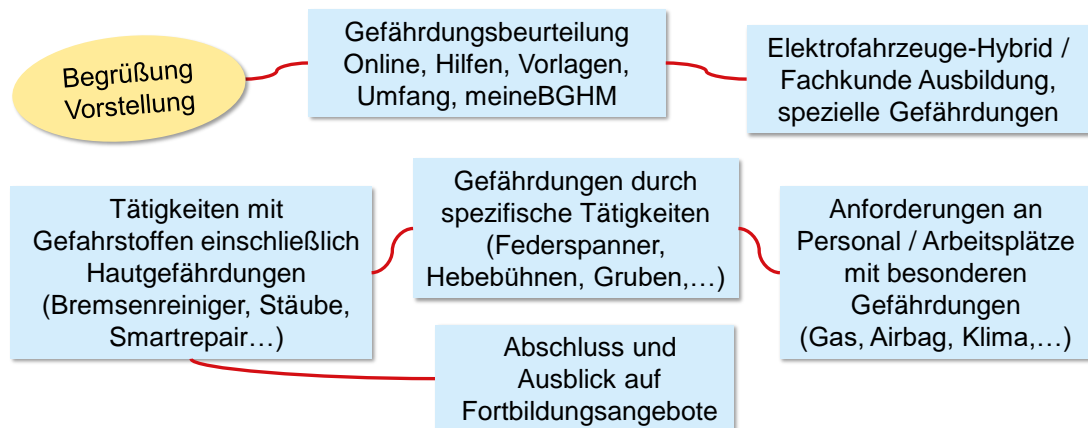 Begrüßung
Vorstellung
Gefährdungsbeurteilung
Online, Hilfen, Vorlagen,
Umfang, meineBGHM
Elektrofahrzeuge-Hybrid /
Fachkunde Ausbildung,
spezielle Gefährdungen
Tätigkeiten mit
Gefahrstoffen einschließlich
Hautgefährdungen
(Bremsenreiniger, Stäube,
Smartrepair…)
Gefährdungen durch
spezifische Tätigkeiten
(Federspanner,
Hebebühnen, Gruben,…)
Anforderungen an
Personal / Arbeitsplätze
mit besonderen
Gefährdungen
(Gas, Airbag, Klima,…)
Abschluss und
Ausblick auf
Fortbildungsangebote